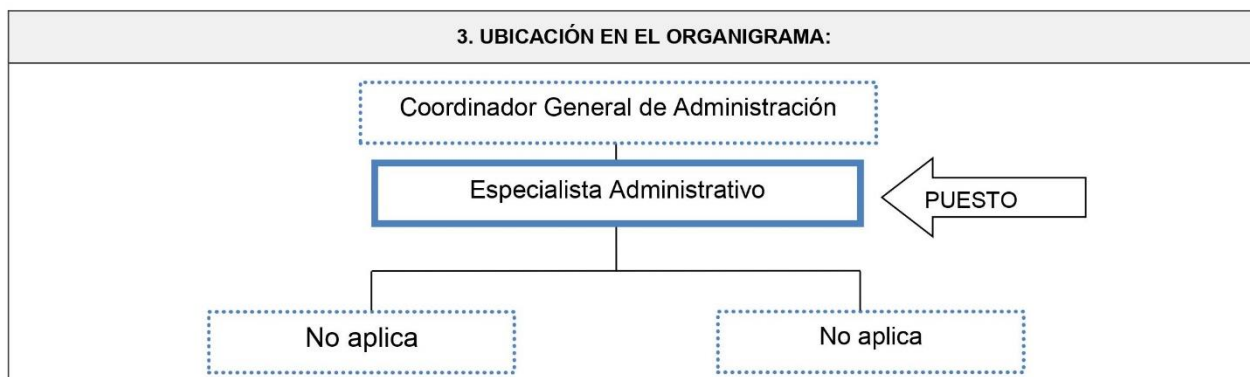 3. UBICACIÓN EN EL ORGANIGRAMA:
Coordinador General de Administración
Especialista Administrativo
PUESTO
No aplica
No aplica